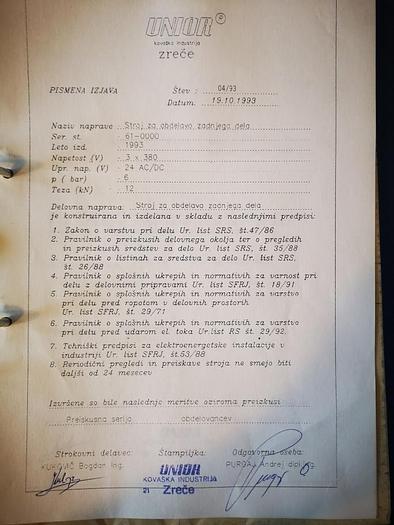 UNIOR®
kovaška industrija
zreče
PISMENA IZJAVA Štev : 04/93
Datum. 19.10.1993
Naziv naprave : Stroj za obdelavo zadnjega dela
Ser. št. 61-0000
Leto izd. 1993
Napetost (V) 3 x 380
Upr. nap. (V) 24 AC/DC
p ( bar) 6
Teza (kN) 12
Delovna naprava: Stroj za obdelavo zadnjega dela
je konstruirana in izdelana v skladu z naslednjimi predpisi:
1. Zakon o varstvu pri delu Ur. list SRS, št.47/86
2. Pravilnik o preizkusih delovnega okolja ter o pregledih
in preizkusih sredstev za delo Ur. list SRS, št. 35/88
3. Pravilnik o listinah za sredstva za delo Ur. list SRS,
št. 26/88
4. Pravilnik o splošnih ukrepih in normativih za varnost pri
delu z delovnimi pripravami Ur. list SFRJ, št. 18/91
5. Pravilnik o splošnih ukrepih in normativih za varstvo
pri delu pred ropotom v delovnih prostorih
Ur. list SFRJ, št. 29/71
6. Pravilnik o splošnih ukrepih in normativih za varstvo
pri delu pred udarom el. toka Ur.list RS št. 29/92.
7. Tehniški predpisi za elektroenergetske instalacije v
industriji Ur. list SFRJ, št.53/88
8. Periodični pregledi in preiskave stroja ne smejo biti
daljši od 24 mesecev
Izvršene so bile naslednje meritve oziroma preizkusi
Preiskusna serija obdelovancev
Strokovni delavec: Štampiljka: Odgovorna oseba:
KUKOVIČ Bogdan ing. UNIOR Andrej dipl. ing.
KOVAŠKA INDUSTRIJA
21 Zreče